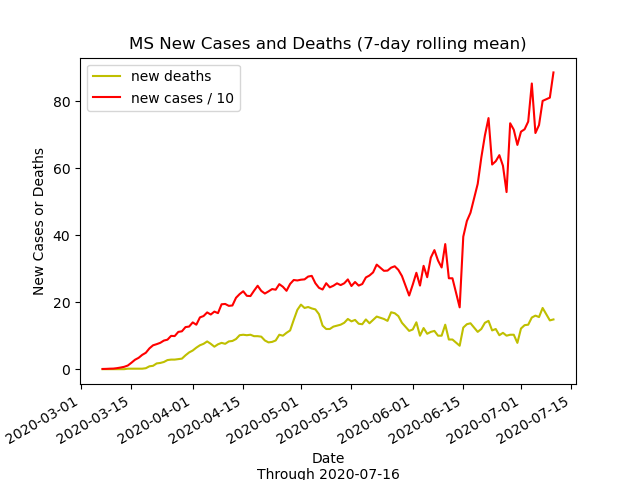 MS New Cases and Deaths (7-day rolling mean)
new deaths
new cases / 10
80
60
40
20
0
New Cases or Deaths
2020-03-01
2020-03-15
2020-04-01
2020-04-15
2020-05-01
2020-05-15
2020-06-01
2020-06-15
2020-07-01
2020-07-15
Date
Through 2020-07-16